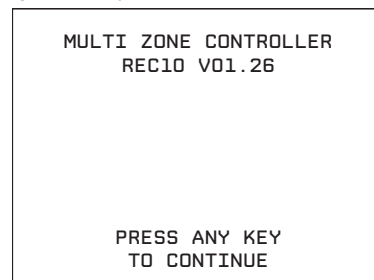 MULTI ZONE CONTROLLER
REC10 V01.26
PRESS ANY KEY
TO CONTINUE